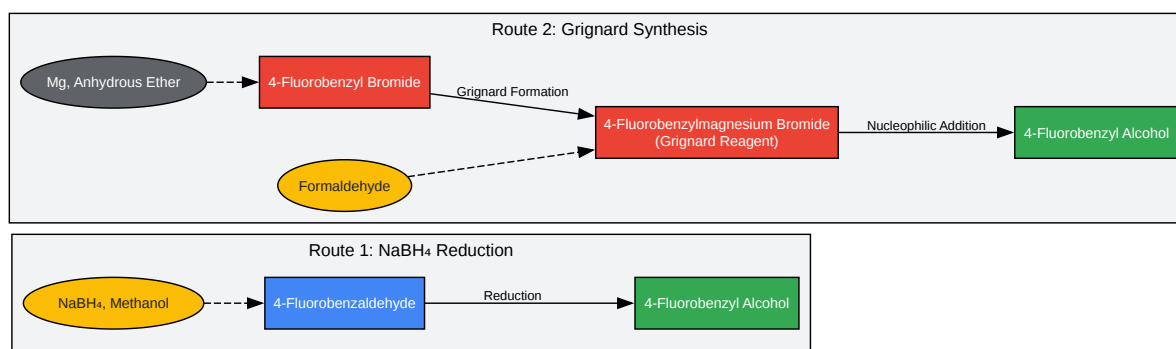 Route 2: Grignard Synthesis
Mg, Anhydrous Ether
4-Fluorobenzyl Bromide
Grignard Formation
4-Fluorobenzylmagnesium Bromide
(Grignard Reagent)
Nucleophilic Addition
4-Fluorobenzyl Alcohol
Formaldehyde
Route 1: NaBH₄ Reduction
NaBH₄, Methanol
4-Fluorobenzaldehyde
Reduction
4-Fluorobenzyl Alcohol